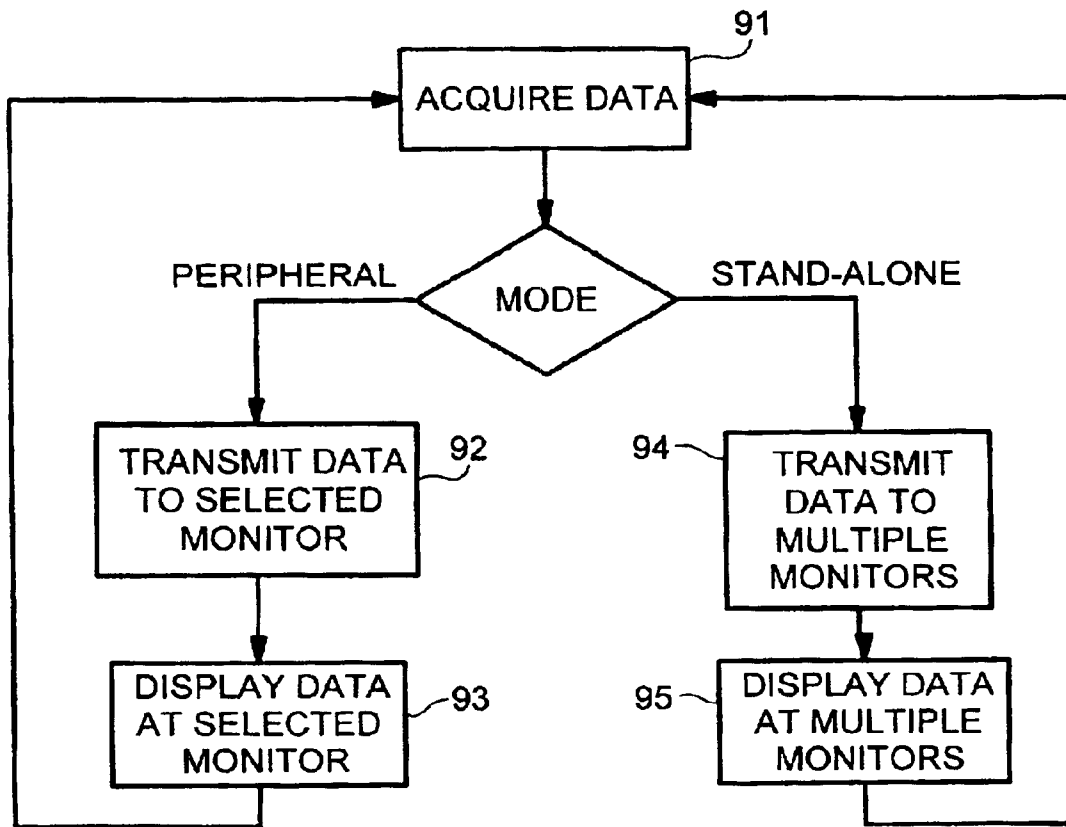 91
ACQUIRE DATA
PERIPHERAL
STAND-ALONE
MODE
TRANSMIT DATA
TO SELECTED
MONITOR
92
94
TRANSMIT
DATA TO
MULTIPLE
MONITORS
DISPLAY DATA
AT SELECTED
MONITOR
93
95
DISPLAY DATA
AT MULTIPLE
MONITORS